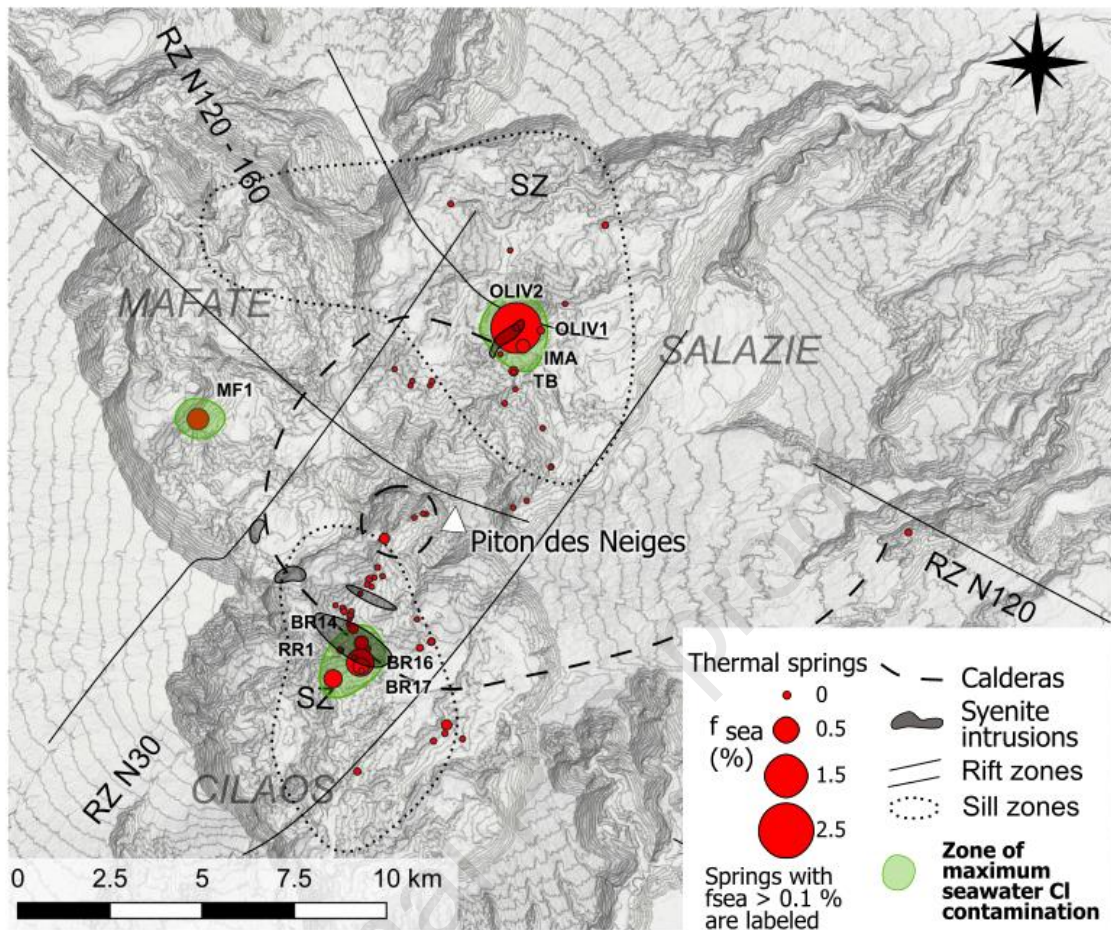 RZ N120 - 160
SZ
MAFATE
OLIV2
OLIV1
IMA
TB
SALAZIE
MF1
Piton des Neiges
RZ N120
BR14
RR1
BR16
BR17
SZ
RZ N30
CILAOS
0 2.5 5 7.5 10 km
Thermal springs
0
f sea
(%)
0.5
1.5
2.5
Springs with
fsea > 0.1 %
are labeled
Calderas
Syenite
intrusions
Rift zones
Sill zones
Zone of
maximum
seawater Cl
contamination